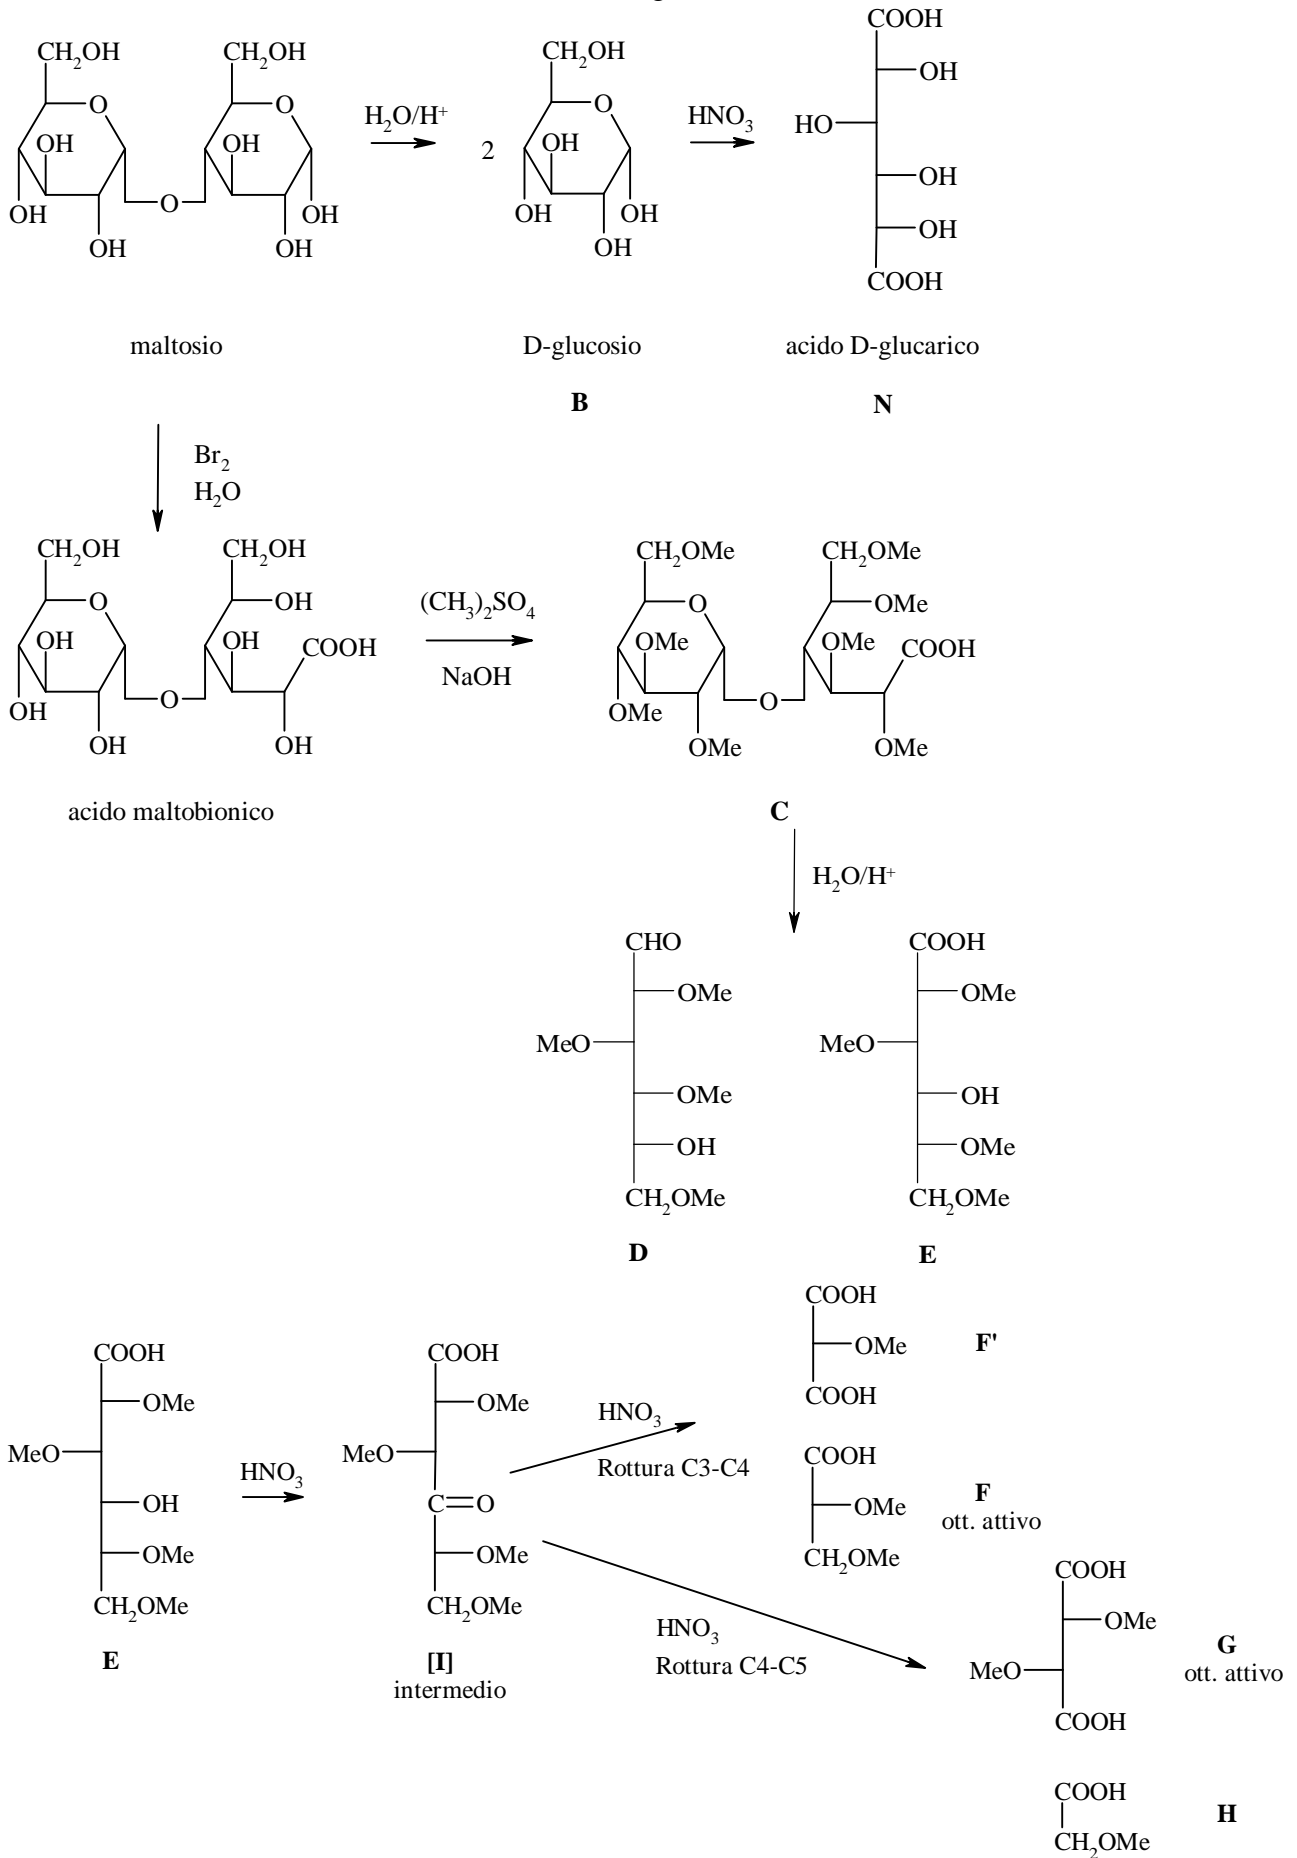 CH2OH CH2OH CH2OH COOH
O O H2O/H+ O HNO3 OH
OH OH 2 OH HO
OH O OH OH OH OH
OH OH OH OH
COOH
maltosio D-glucosio acido D-glucarico
B N
Br2
H2O
CH2OH CH2OH CH2OMe CH2OMe
O OH (CH3)2SO4 O OMe
OH OH COOH NaOH OMe OMe COOH
OH O OMe O
OH OH OMe OMe
acido maltobionico C
H2O/H+
CHO COOH
OMe OMe
MeO MeO
OMe OH
OH OMe
CH2OMe CH2OMe
D E
COOH
OMe F'
COOH
COOH COOH
OMe OMe
MeO HNO3 MeO HNO3
OH C O Rottura C3-C4
OMe OMe
CH2OMe CH2OMe
E [I]
intermedio
COOH
OMe F
ott. attivo
CH2OMe
HNO3
Rottura C4-C5
COOH
OMe G
MeO ott. attivo
COOH
COOH
H
CH2OMe